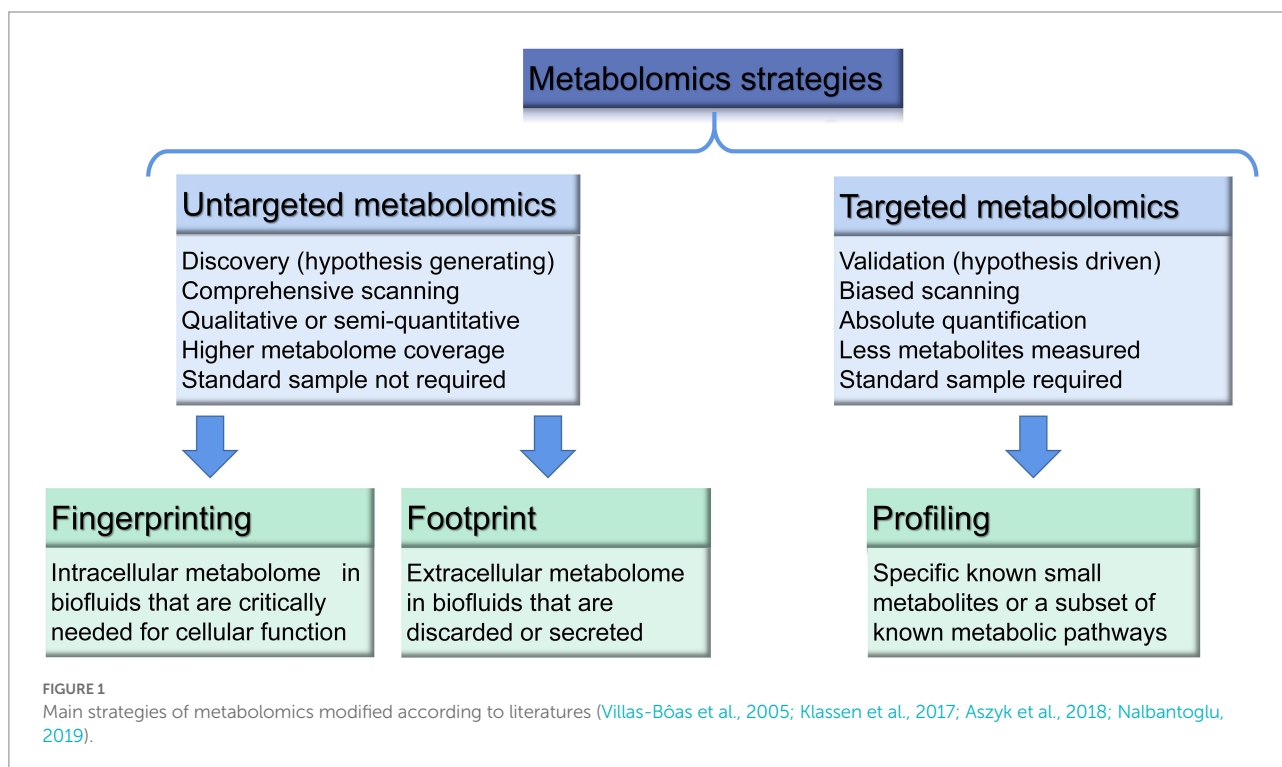 Metabolomics strategies
Untargeted metabolomics
Discovery (hypothesis generating)
Comprehensive scanning
Qualitative or semi-quantitative
Higher metabolome coverage
Standard sample not required
Targeted metabolomics
Validation (hypothesis driven)
Biased scanning
Absolute quantification
Less metabolites measured
Standard sample required
Fingerprinting
Intracellular metabolome in
biofluids that are critically
needed for cellular function
Footprint
Extracellular metabolome
in biofluids that are
discarded or secreted
Profiling
Specific known small
metabolites or a subset of
known metabolic pathways
FIGURE 1
Main strategies of metabolomics modified according to literatures (Villas-Bôas et al., 2005; Klassen et al., 2017; Aszyk et al., 2018; Nalbantoglu,
2019).